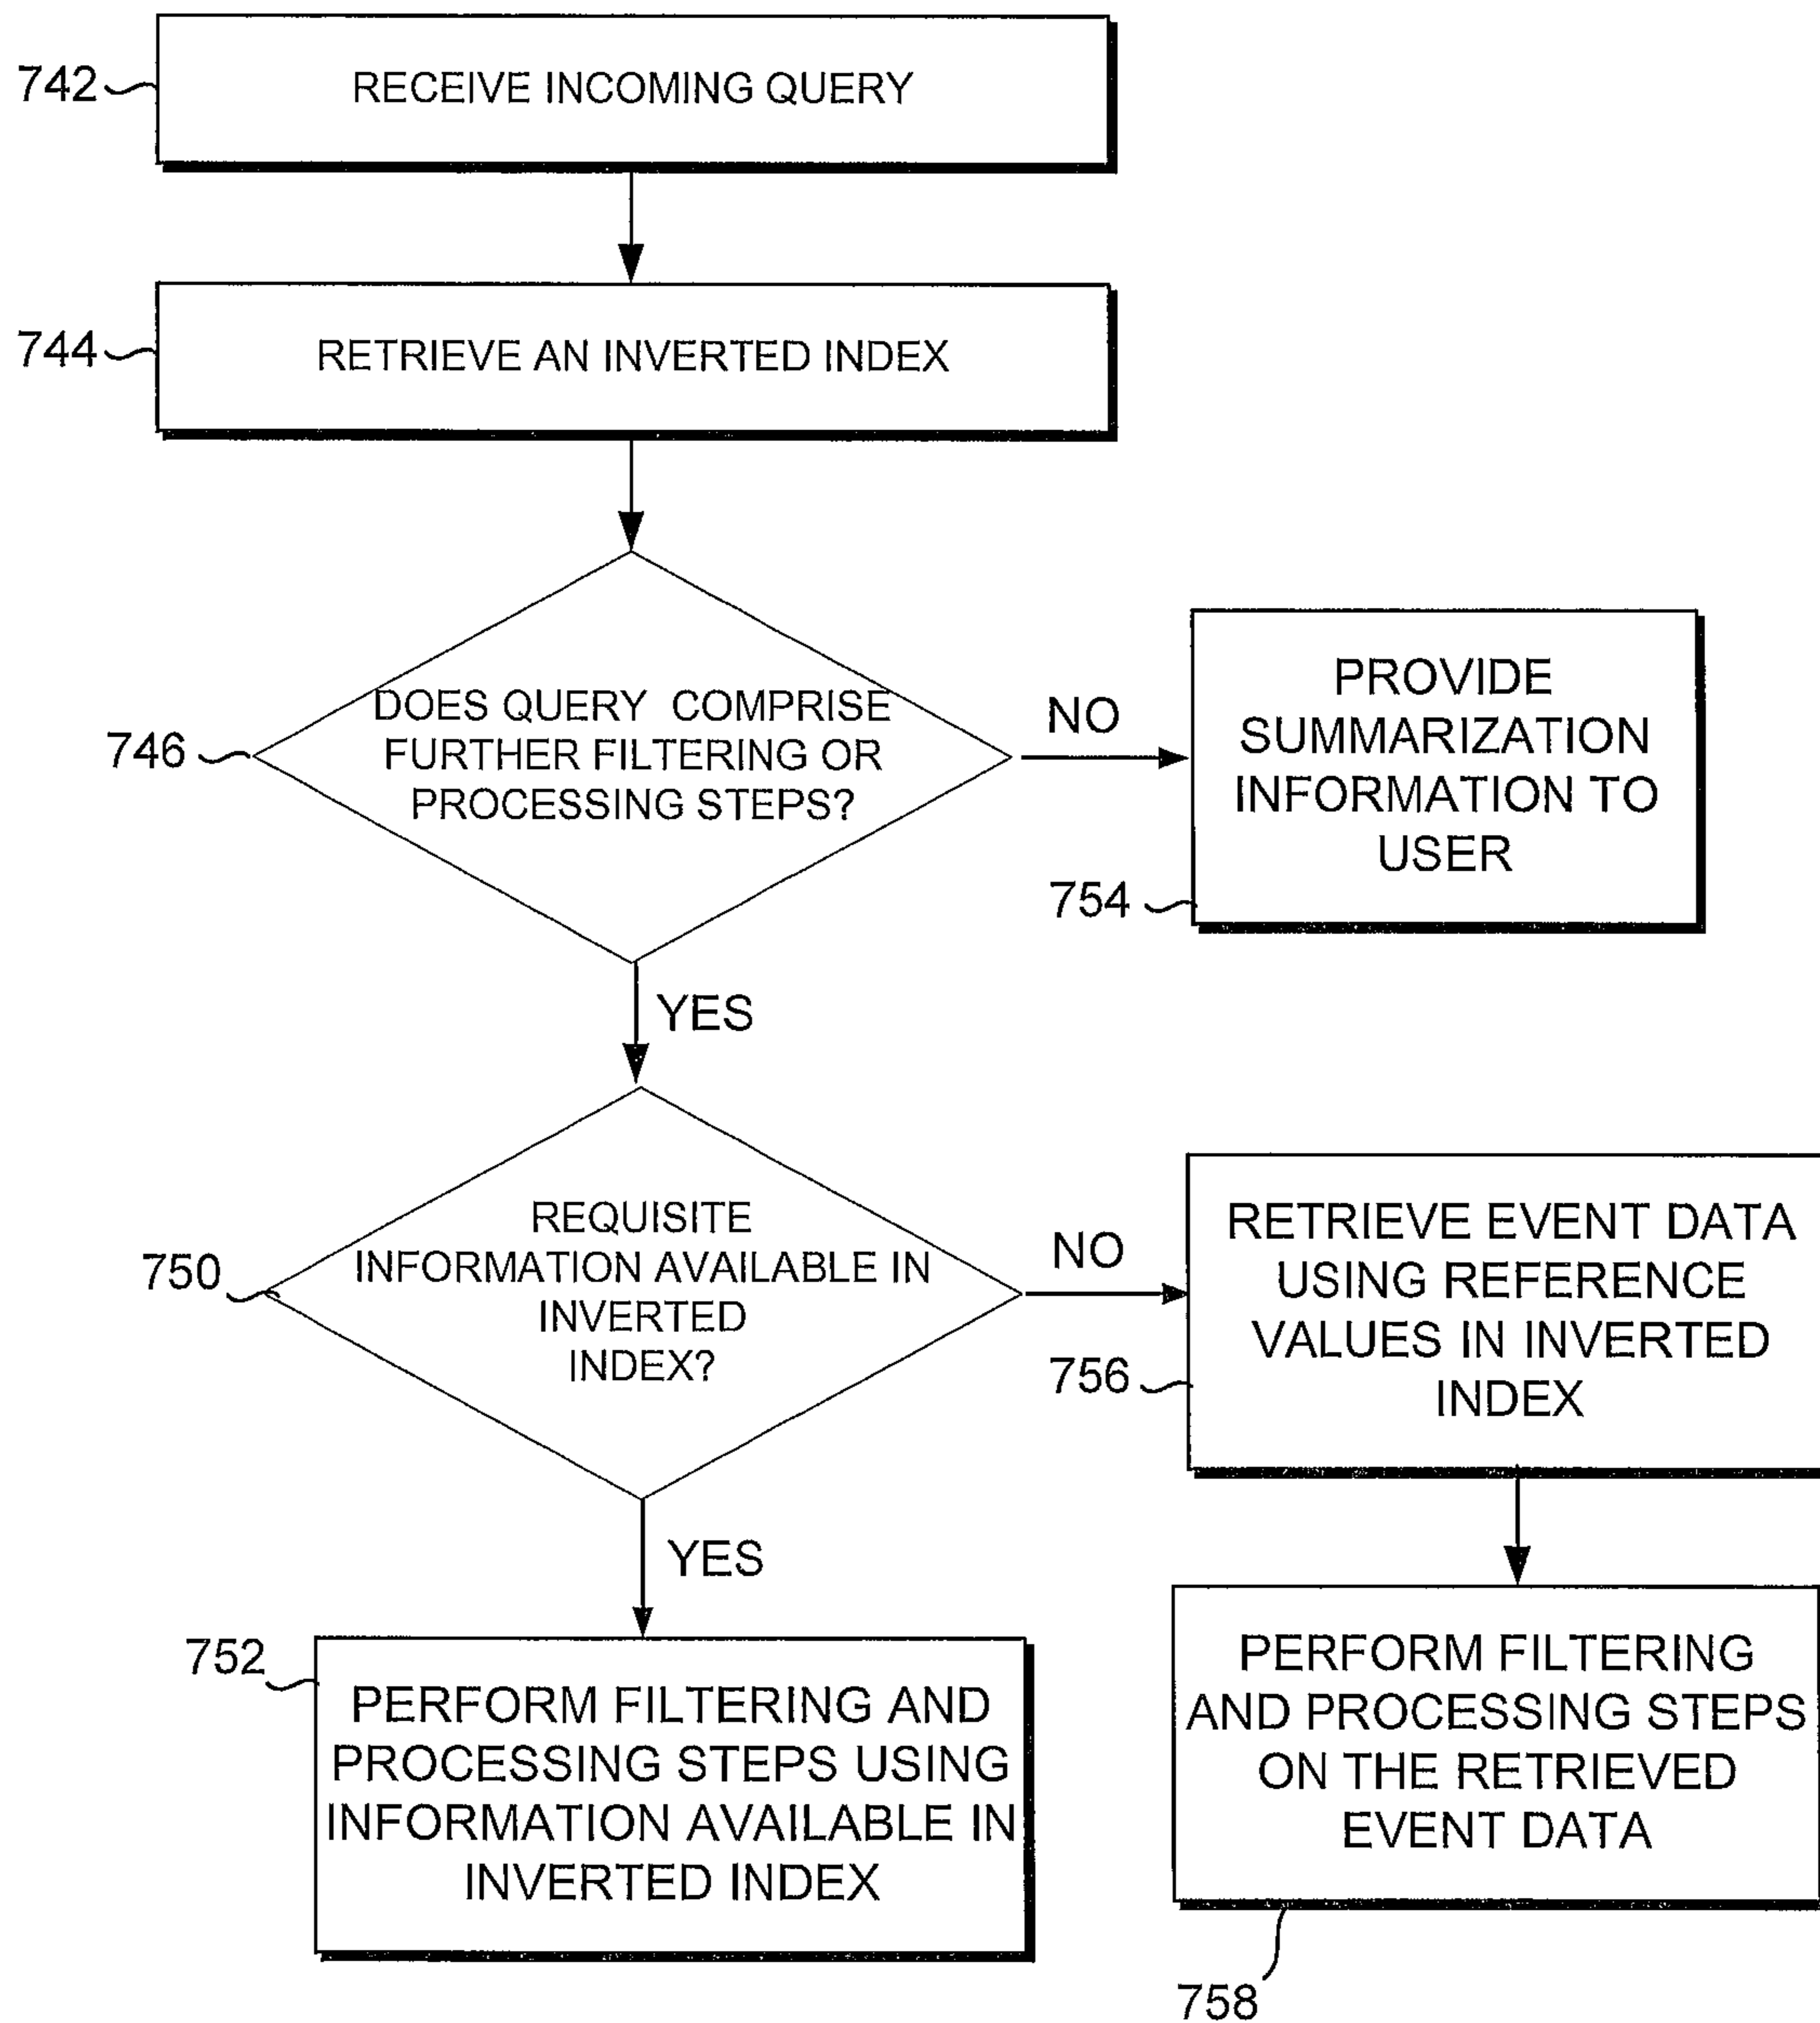 742
RECEIVE INCOMING QUERY
744
RETRIEVE AN INVERTED INDEX
746
DOES QUERY COMPRISE
FURTHER FILTERING OR
PROCESSING STEPS?
NO
PROVIDE
SUMMARIZATION
INFORMATION TO
USER
754
YES
750
REQUISITE
INFORMATION AVAILABLE IN
INVERTED
INDEX?
NO
RETRIEVE EVENT DATA
USING REFERENCE
VALUES IN INVERTED
INDEX
756
YES
752
PERFORM FILTERING AND
PROCESSING STEPS USING
INFORMATION AVAILABLE IN
INVERTED INDEX
PERFORM FILTERING
AND PROCESSING STEPS
ON THE RETRIEVED
EVENT DATA
758